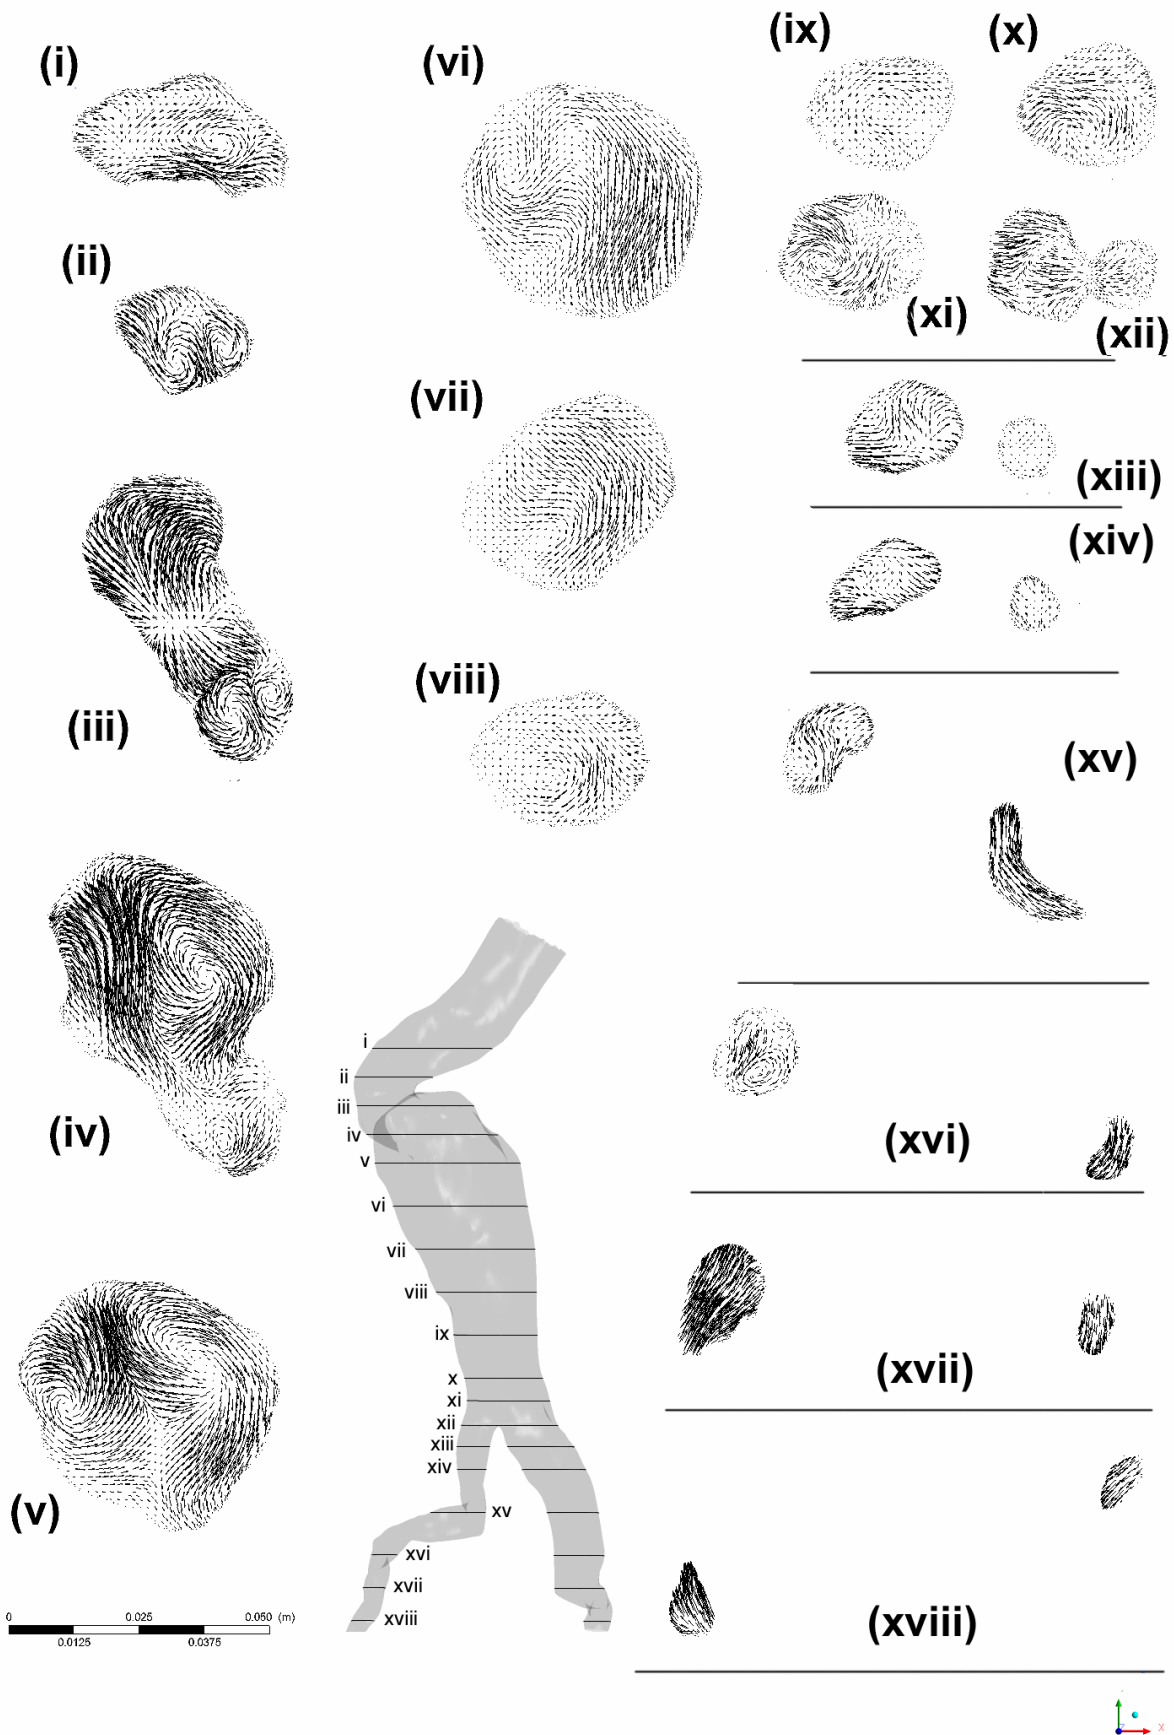 (i)
(ii)
(iii)
(iv)
(v)
(vi)
(vii)
(viii)
(ix) (x)
(xi)
(xii)
(xiii)
(xiv)
(xv)
(xvi)
(xvii)
(xviii)
i
ii
iii
iv
v
vi
vii
viii
ix
x
xi
xii
xiii
xiv
xv
xvi
xvii
xviii
0 0.025 0.050 (m)
0.0125 0.0375
X